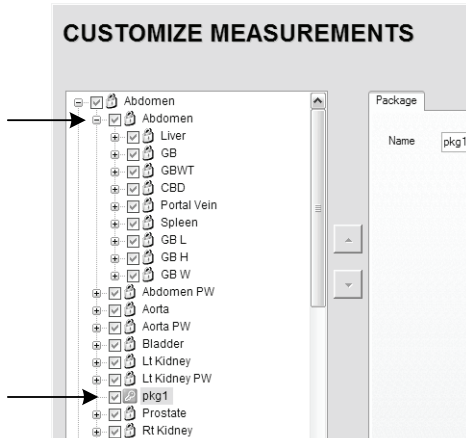 CUSTOMIZE MEASUREMENTS
Abdomen
Abdomen
Liver
GB
GBWT
CBD
Portal Vein
Spleen
GB L
GB H
GB W
Abdomen PW
Aorta
Aorta PW
Bladder
Lt Kidney
Lt Kidney PW
pkg1
Prostate
Rt Kidney
Package
Name pkg1